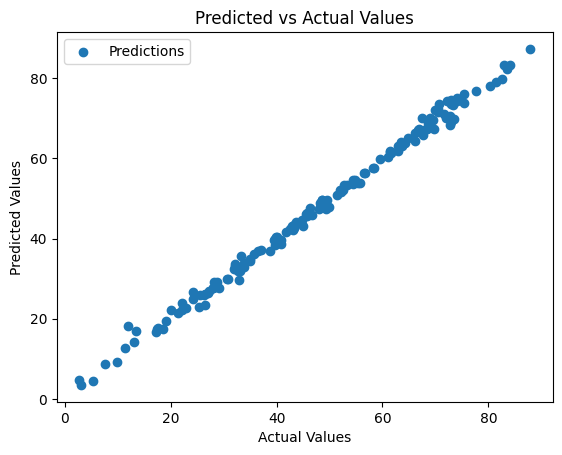 Predicted vs Actual Values
Predictions
80
60
40
20
0
Predicted Values
0 20 40 60 80
Actual Values